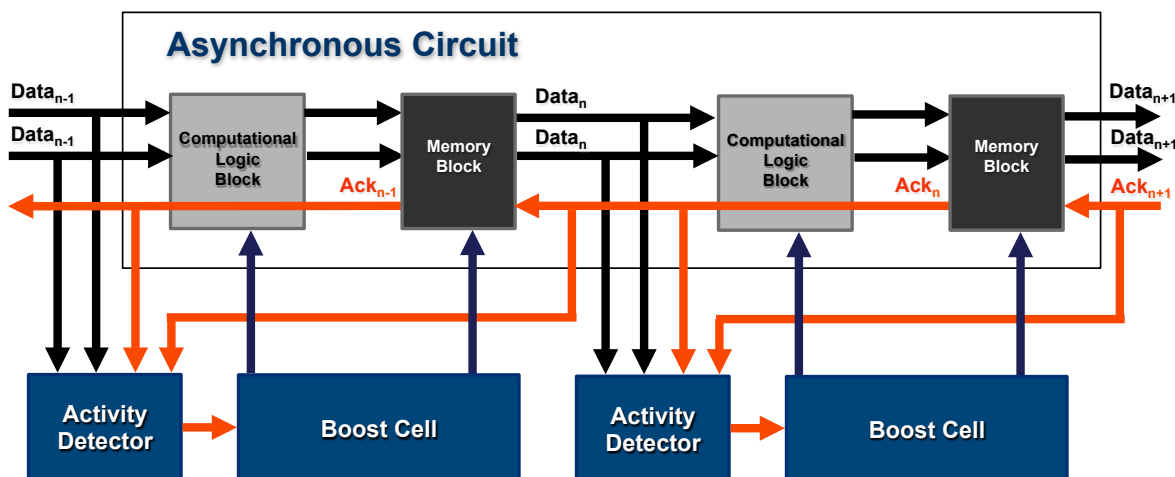 Asynchronous Circuit
Data_{n-1}
Data_{n-1}
Computational
Logic
Block
Memory
Block
Ack_{n-1}
Data_n
Data_n
Computational
Logic
Block
Memory
Block
Ack_n
Data_{n+1}
Data_{n+1}
Ack_{n+1}
Activity
Detector
Boost Cell
Activity
Detector
Boost Cell